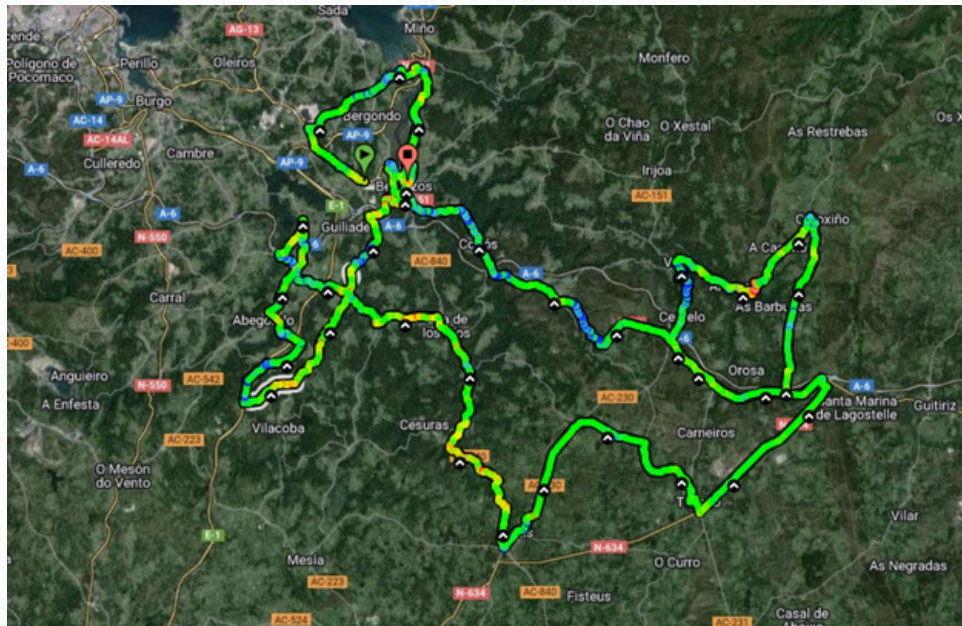 Sada
Miño
cende
AG-13
Polígono de
Pocomaco
Perillo
Oleiros
Monfero
AP-9
Burgo
Bergondo
O Chao
da Viña
O Xestal
As Restrebas
Os X
AC-14
AC-14AL
Culleredo
Cambre
AP-9
AP-9
A-6
Irijoa
AC-151
E-1
A-6
Guiliade
A-6
N-550
AC-400
AC-840
A-6
A Ca
Carral
As Barbudas
Abegondo
-400
Orosa
A-6
Anguieiro
N-550
AC-542
A Enfesta
AC-230
Santa Marina
de Lagostelle
Guitiriz
Vilacoba
Cesuras
Carneiros
AC-223
O Mesón
do Vento
Vilar
E-1
N-634
Mesía
O Curro
As Negradas
AC-223
N-634
AC-840
Fisteus
AC-524
AC-231
Casal de